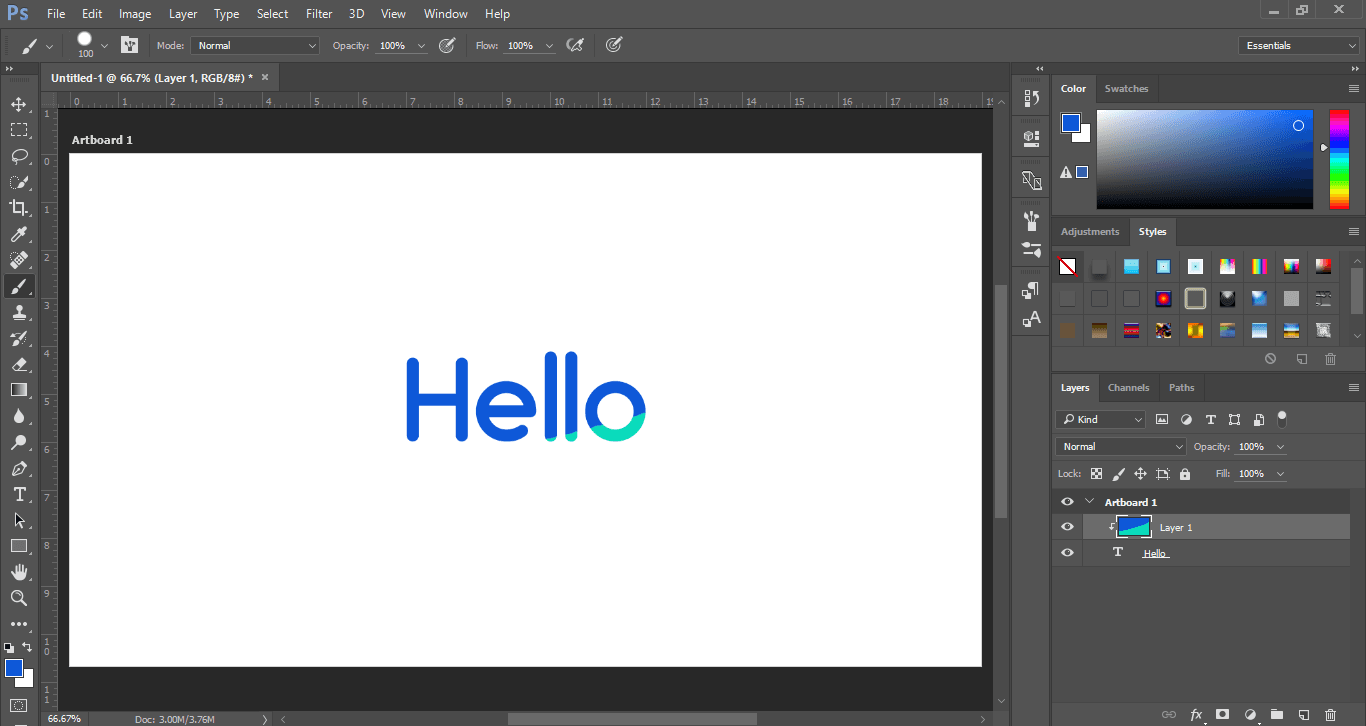 Ps File Edit Image Layer Type Select Filter 3D View Window Help
100 Mode: Normal Opacity: 100% Flow: 100% Essentials
Untitled-1 @ 66.7% (Layer 1, RGB/8#) * ×
0 1 2 3 4 5 6 7 8 9 10 11 12 13 14 15 16 17 18 19
1
Artboard 1
0
1
2
3
4
5
6
7
8
9
10
11
Hello
66.67% Doc: 3.00M/3.76M
Color Swatches
Adjustments Styles
Layers Channels Paths
Kind
Normal Opacity: 100%
Lock: Fill: 100%
Artboard 1
Layer 1
T Hello
fx